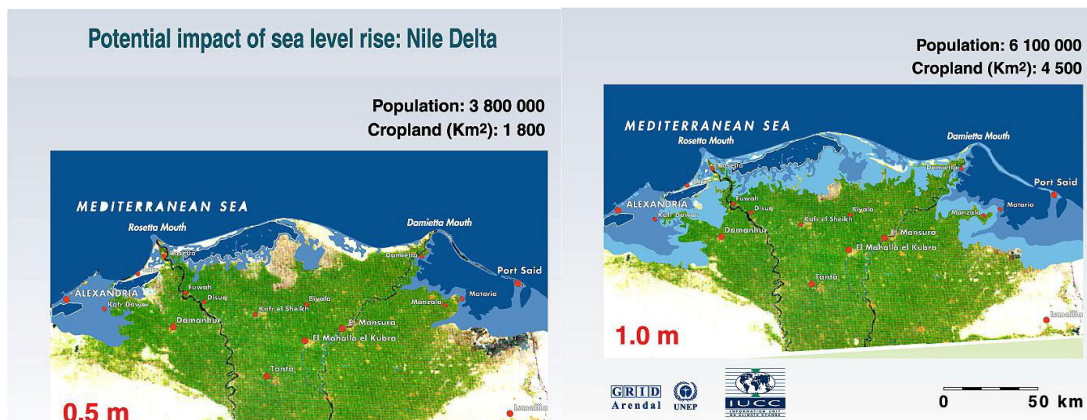 Potential impact of sea level rise: Nile Delta
Population: 3 800 000
Cropland (Km²): 1 800
MEDITERRANEAN SEA
Rosetta Mouth
Damietta Mouth
Rosetta
Damietta
Port Said
ALEXANDRIA
Kafr Dawar
Fuwah
Disuq
Biyala
Manzala
Mataria
Kafr el Sheikh
Damanhur
El Mansura
El Mahalla el Kubra
Tanta
Ismailia
0.5 m
Population: 6 100 000
Cropland (Km²): 4 500
MEDITERRANEAN SEA
Rosetta Mouth
Damietta Mouth
Damietta
Port Said
ALEXANDRIA
Kafr Dawar
Fuwah
Disuq
Biyala
Manzala
Mataria
Kafr el Sheikh
Damanhur
El Mansura
El Mahalla el Kubra
Tanta
Ismailia
1.0 m
GRID
Arendal
UNEP
IUCC
0 50 km